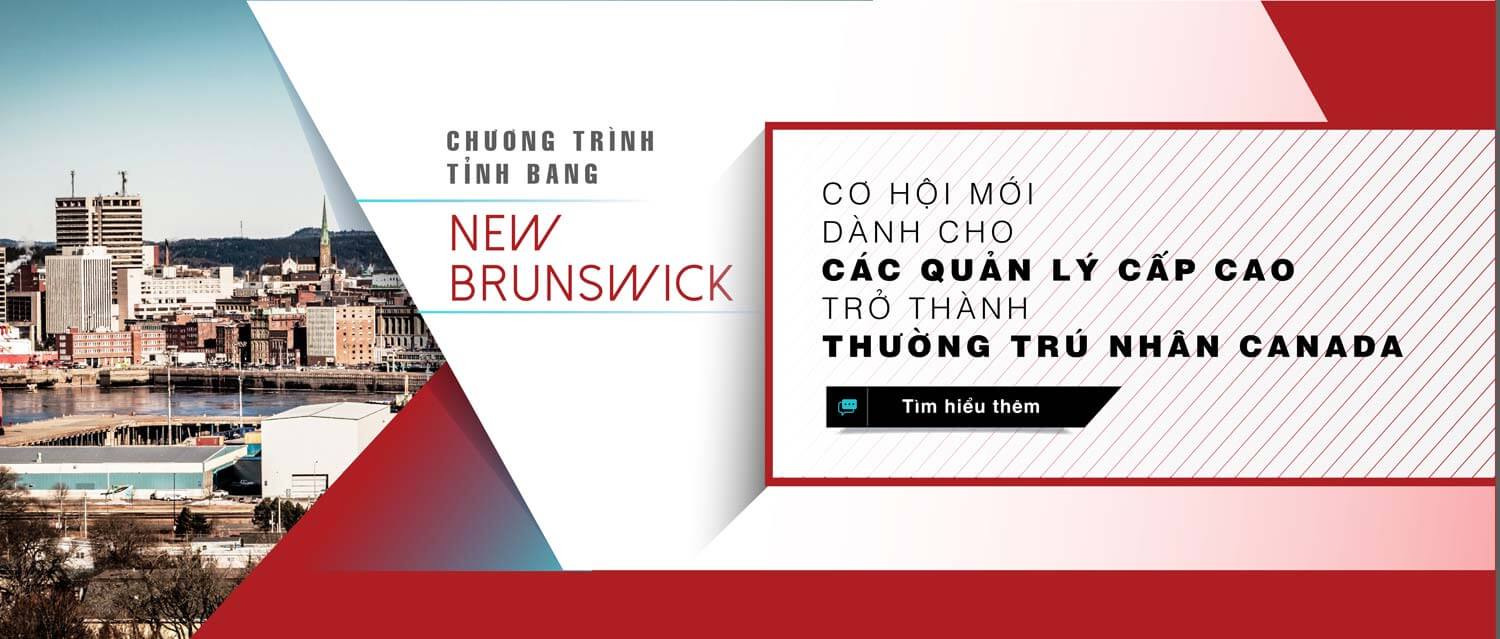 CHƯƠNG TRÌNH
TỈNH BANG
NEW
BRUNSWICK
CƠ HỘI MỚI
DÀNH CHO
CÁC QUẢN LÝ CẤP CAO
TRỞ THÀNH
THƯỜNG TRÚ NHÂN CANADA
Tìm hiểu thêm